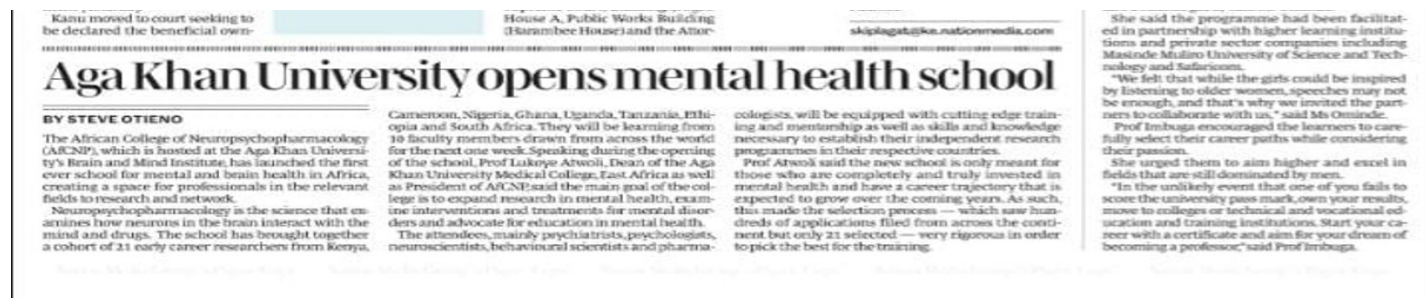 Kanu moved to court seeking to
be declared the beneficial own-
House A, Public Works Building
(Harambee House) and the Attor-
skiplagat@ke.nationmedia.com
Aga Khan University opens mental health school
BY STEVE OTIENO
The African College of Neuropsychopharmacology
(AfCNP), which is hosted at the Aga Khan Universi-
ty's Brain and Mind Institute, has launched the first
ever school for mental and brain health in Africa,
creating a space for professionals in the relevant
fields to research and network.
Neuropsychopharmacology is the science that ex-
amines how neurons in the brain interact with the
mind and drugs. The school has brought together
a cohort of 21 early career researchers from Kenya,
Cameroon, Nigeria, Ghana, Uganda, Tanzania, Ethi-
opia and South Africa. They will be learning from
10 faculty members drawn from across the world
for the next one week. Speaking during the opening
of the school, Prof Lukoye Atwoli, Dean of the Aga
Khan University Medical College, East Africa as well
as President of AfCNP, said the main goal of the col-
lege is to expand research in mental health, exam-
ine interventions and treatments for mental disor-
ders and advocate for education in mental health.
The attendees, mainly psychiatrists, psychologists,
neuroscientists, behavioural scientists and pharma-
cologists, will be equipped with cutting edge train-
ing and mentorship as well as skills and knowledge
necessary to establish their independent research
programmes in their respective countries.
Prof Atwoli said the new school is only meant for
those who are completely and truly invested in
mental health and have a career trajectory that is
expected to grow over the coming years. As such,
this made the selection process — which saw hun-
dreds of applications filed from across the conti-
nent but only 21 selected — very rigorous in order
to pick the best for the training.
She said the programme had been facilitat-
ed in partnership with higher learning institu-
tions and private sector companies including
Masinde Muliro University of Science and Tech-
nology and Safaricom.
"We felt that while the girls could be inspired
by listening to older women, speeches may not
be enough, and that's why we invited the part-
ners to collaborate with us," said Ms Ominde.
Prof Imbuga encouraged the learners to care-
fully select their career paths while considering
their passion.
She urged them to aim higher and excel in
fields that are still dominated by men.
"In the unlikely event that one of you fails to
score the university pass mark, own your results,
move to colleges or technical and vocational ed-
ucation and training institutions. Start your ca-
reer with a certificate and aim for your dream of
becoming a professor," said Prof Imbuga.